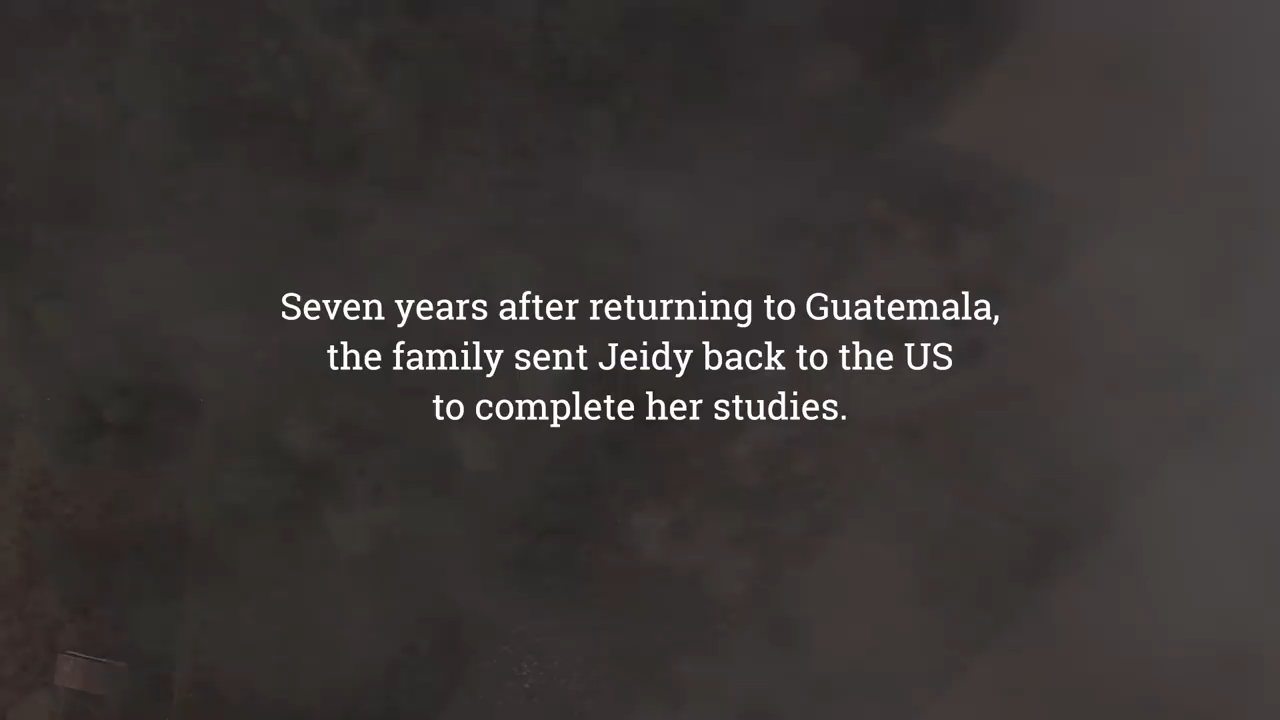 Seven years after returning to Guatemala,
the family sent Jeidy back to the US
to complete her studies.